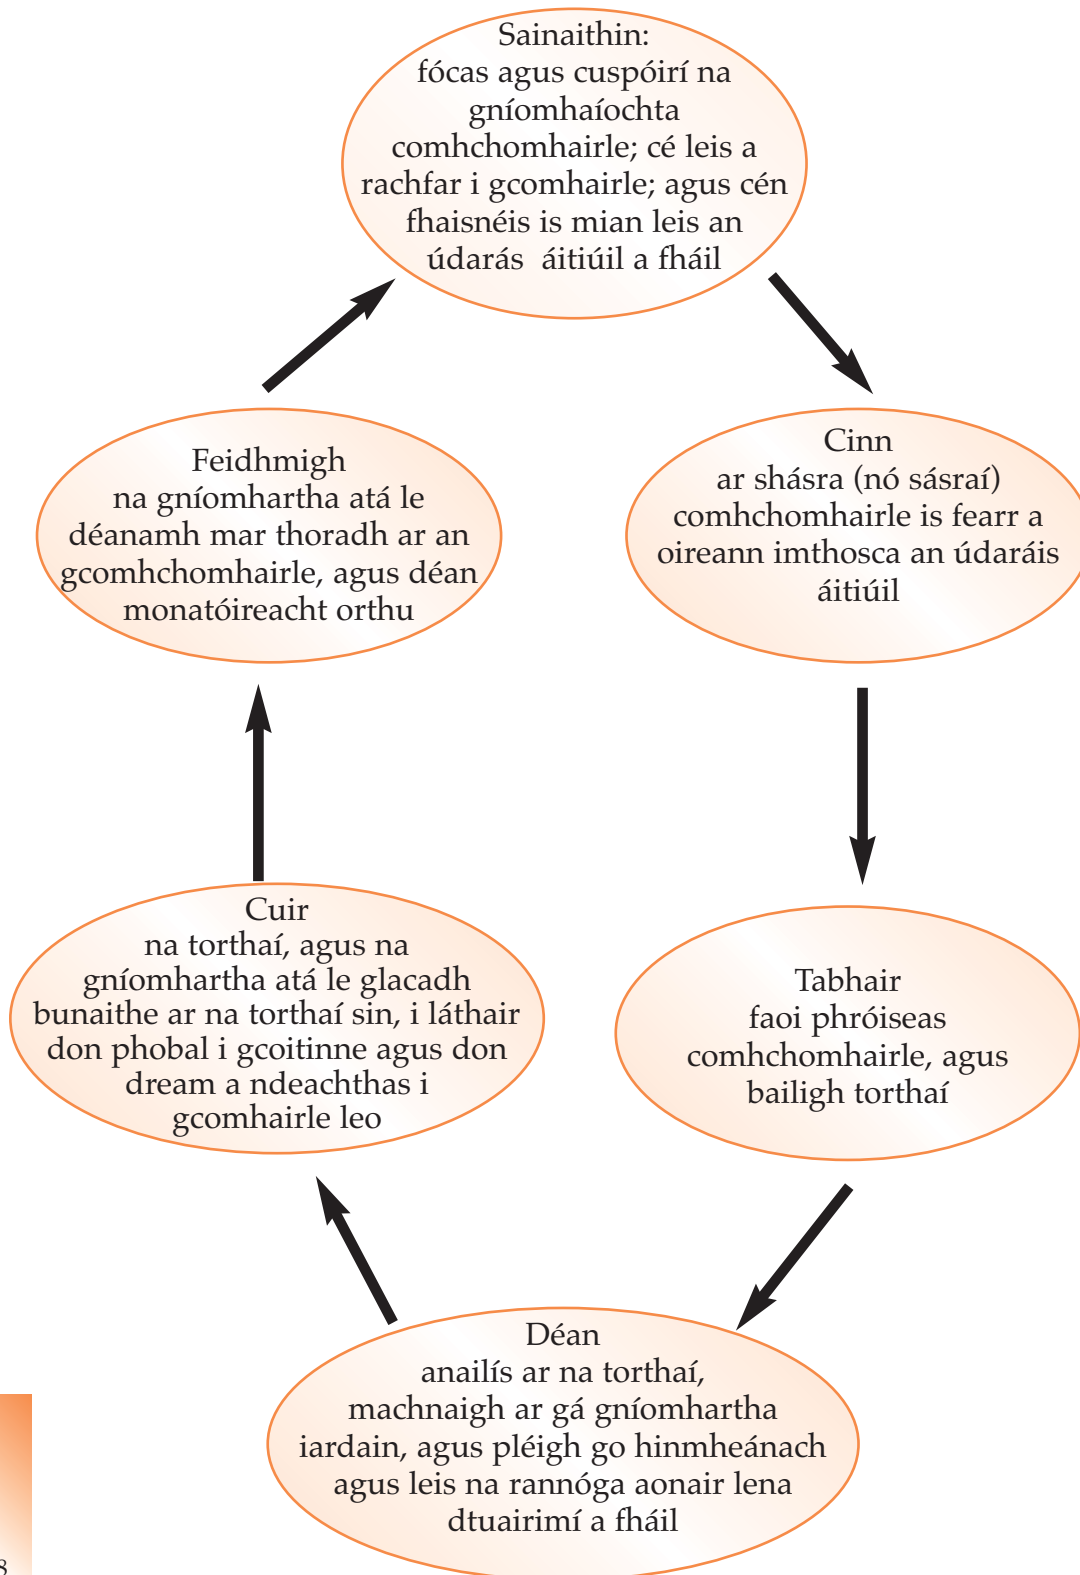 Sainaithin:
fócas agus cuspóirí na
gníomhaíochta
comhchomhairle; cé leis a
rachfar i gcomhairle; agus cén
fhaisnéis is mian leis an
údarás áitiúil a fháil
Cinn
ar shásra (nó sásraí)
comhchomhairle is fearr a
oireann imthosca an údaráis
áitiúil
Tabhair
faoi phróiseas
comhchomhairle, agus
bailigh torthaí
Déan
anailís ar na torthaí,
machnaigh ar gá gníomhartha
iardain, agus pléigh go hinmheánach
agus leis na rannóga aonair lena
dtuairimí a fháil
Cuir
na torthaí, agus na
gníomhartha atá le glacadh
bunaithe ar na torthaí sin, i láthair
don phobal i gcoitinne agus don
dream a ndeachthas i
gcomhairle leo
Feidhmigh
na gníomhartha atá le
déanamh mar thoradh ar an
gcomhchomhairle, agus déan
monatóireacht orthu
8